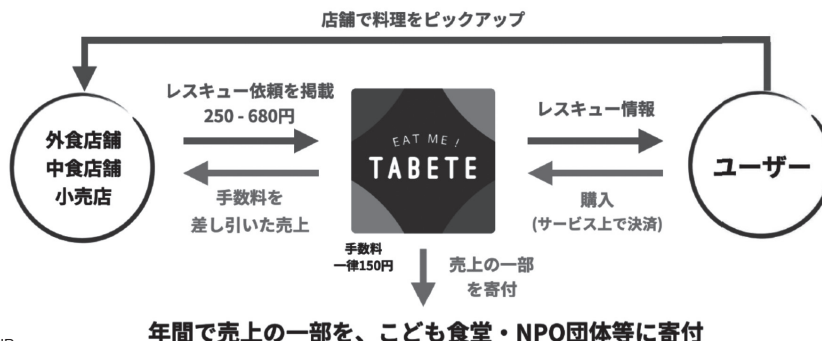 店舗で料理をピックアップ
レスキュー依頼を掲載
250 - 680円
外食店舗
中食店舗
小売店
手数料を
差し引いた売上
EAT ME !
TABETE
レスキュー情報
購入
(サービス上で決済)
ユーザー
手数料
一律150円
売上の一部
を寄付
年間で売上の一部を、こども食堂・NPO団体等に寄付